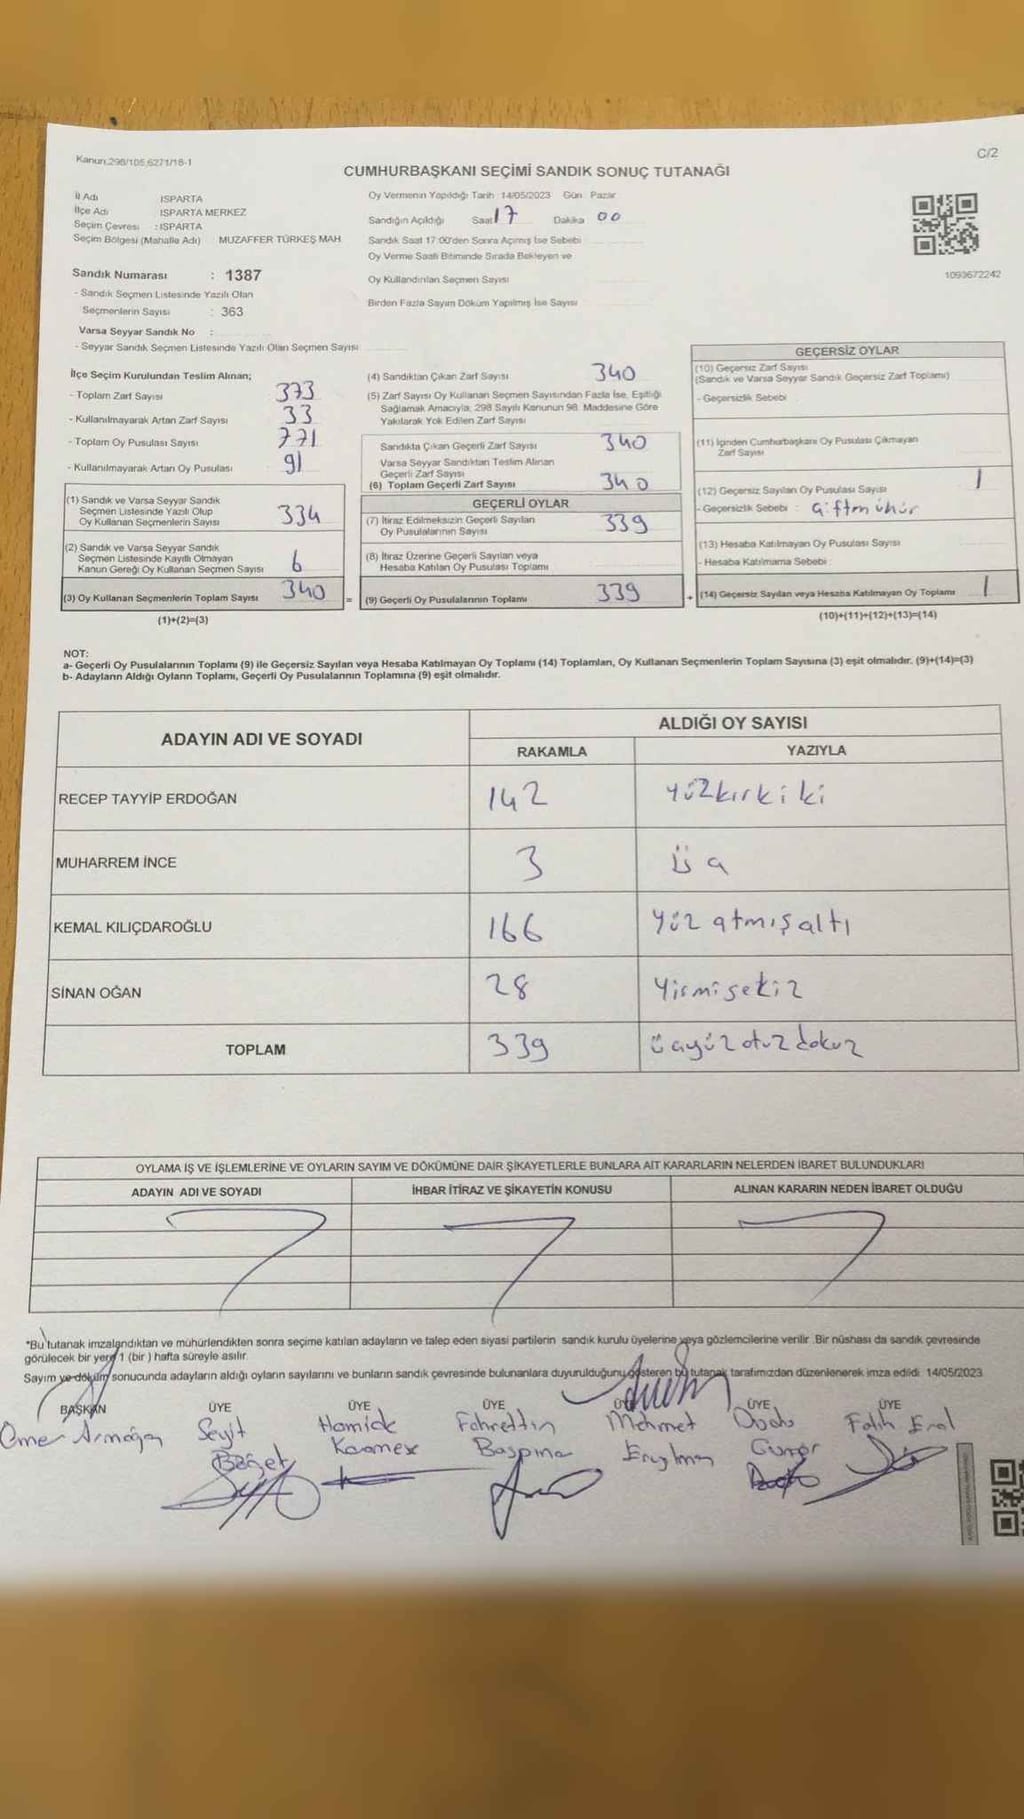 Kanun.298/105,6271/18-1
C/2
CUMHURBAŞKANI SEÇİMİ SANDIK SONUÇ TUTANAĞI
İl Adı ISPARTA
İlçe Adı ISPARTA MERKEZ
Seçim Çevresi :ISPARTA
Seçim Bölgesi (Mahalle Adı) MUZAFFER TÜRKEŞ MAH
Sandık Numarası : 1387
- Sandık Seçmen Listesinde Yazılı Olan
Seçmenlerin Sayısı : 363
Varsa Seyyar Sandık No :
- Seyyar Sandık Seçmen Listesinde Yazılı Olan Seçmen Sayısı
Oy Vermenin Yapıldığı Tarih : 14/05/2023 Gün Pazar
Sandığın Açıldığı Saat 17 Dakika 00
Sandık Saat 17:00'den Sonra Açılmış İse Sebebi
Oy Verme Saati Bitiminde Sırada Bekleyen ve
Oy Kullandırılan Seçmen Sayısı
Birden Fazla Sayım Döküm Yapılmış İse Sayısı
1093672242
İlçe Seçim Kurulundan Teslim Alınan;
- Toplam Zarf Sayısı 373
- Kullanılmayarak Artan Zarf Sayısı 33
- Toplam Oy Pusulası Sayısı 771
- Kullanılmayarak Artan Oy Pusulası 91
(1) Sandık ve Varsa Seyyar Sandık
Seçmen Listesinde Yazılı Olup
Oy Kullanan Seçmenlerin Sayısı 334
(2) Sandık ve Varsa Seyyar Sandık
Seçmen Listesinde Kayıtlı Olmayan
Kanun Gereği Oy Kullanan Seçmen Sayısı 6
(3) Oy Kullanan Seçmenlerin Toplam Sayısı 340
(1)+(2)=(3)
(4) Sandıktan Çıkan Zarf Sayısı 340
(5) Zarf Sayısı Oy Kullanan Seçmen Sayısından Fazla İse, Eşitliği
Sağlamak Amacıyla; 298 Sayılı Kanunun 98. Maddesine Göre
Yakılarak Yok Edilen Zarf Sayısı
Sandıkta Çıkan Geçerli Zarf Sayısı 340
Varsa Seyyar Sandıktan Teslim Alınan
Geçerli Zarf Sayısı
(6) Toplam Geçerli Zarf Sayısı 340
GEÇERLİ OYLAR
(7) İtiraz Edilmeksizin Geçerli Sayılan
Oy Pusulalarının Sayısı 339
(8) İtiraz Üzerine Geçerli Sayılan veya
Hesaba Katılan Oy Pusulası Toplamı
= (9) Geçerli Oy Pusulalarının Toplamı 339
GEÇERSİZ OYLAR
(10) Geçersiz Zarf Sayısı
(Sandık ve Varsa Seyyar Sandık Geçersiz Zarf Toplamı)
- Geçersizlik Sebebi
(11) İçinden Cumhurbaşkanı Oy Pusulası Çıkmayan
Zarf Sayısı
(12) Geçersiz Sayılan Oy Pusulası Sayısı 1
- Geçersizlik Sebebi : Çift mühür
(13) Hesaba Katılmayan Oy Pusulası Sayısı
- Hesaba Katılmama Sebebi
+ (14) Geçersiz Sayılan veya Hesaba Katılmayan Oy Toplamı 1
(10)+(11)+(12)+(13)=(14)
NOT:
a- Geçerli Oy Pusulalarının Toplamı (9) ile Geçersiz Sayılan veya Hesaba Katılmayan Oy Toplamı (14) Toplamları, Oy Kullanan Seçmenlerin Toplam Sayısına (3) eşit olmalıdır. (9)+(14)=(3)
b- Adayların Aldığı Oyların Toplamı, Geçerli Oy Pusulalarının Toplamına (9) eşit olmalıdır.
ADAYIN ADI VE SOYADI
ALDIĞI OY SAYISI
RAKAMLA YAZIYLA
RECEP TAYYİP ERDOĞAN 142 yüzkırkiki
MUHARREM İNCE 3 üç
KEMAL KILIÇDAROĞLU 166 yüz atmışaltı
SİNAN OĞAN 28 Yirmisekiz
TOPLAM 339 üçyüz otuz dokuz
OYLAMA İŞ VE İŞLEMLERİNE VE OYLARIN SAYIM VE DÖKÜMÜNE DAİR ŞİKAYETLERLE BUNLARA AİT KARARLARIN NELERDEN İBARET BULUNDUKLARI
ADAYIN ADI VE SOYADI İHBAR İTİRAZ VE ŞİKAYETİN KONUSU ALINAN KARARIN NEDEN İBARET OLDUĞU
*Bu tutanak imzalandıktan ve mühürlendikten sonra seçime katılan adayların ve talep eden siyasi partilerin sandık kurulu üyelerine veya gözlemcilerine verilir. Bir nüshası da sandık çevresinde
görülecek bir yere 1 (bir ) hafta süreyle asılır.
Sayım ve döküm sonucunda adayların aldığı oyların sayılarını ve bunların sandık çevresinde bulunanlara duyurulduğunu gösteren bu tutanak tarafımızdan düzenlenerek imza edildi. 14/05/2023
BAŞKAN ÜYE ÜYE ÜYE ÜYE ÜYE ÜYE
Ömer Armağan Seyit Hamide Fahrettin Mehmet Fatih Eral